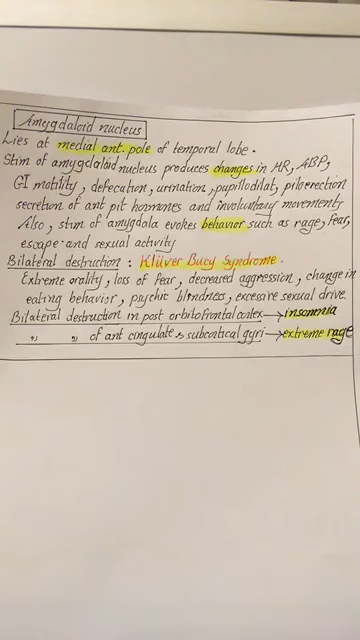 Amygdaloid nucleus
Lies at medial ant. pole of temporal lobe.
Stim of amygdaloid nucleus produces changes in HR, ABP,
GI motility, defecation, urination, pupillodilat, piloerection
secretion of ant pit hormones and involuntary movements
Also, stim of amygdala evokes behavior such as rage, fear,
escape and sexual activity
Bilateral destruction : Klüver Bucy Syndrome.
Extreme orality, loss of fear, decreased aggression, change in
eating behavior, psychic blindness, excessive sexual drive.
Bilateral destruction in post orbitofrontal cortex → insomnia
„ „ of ant cingulate & subcortical gyri → extreme rage